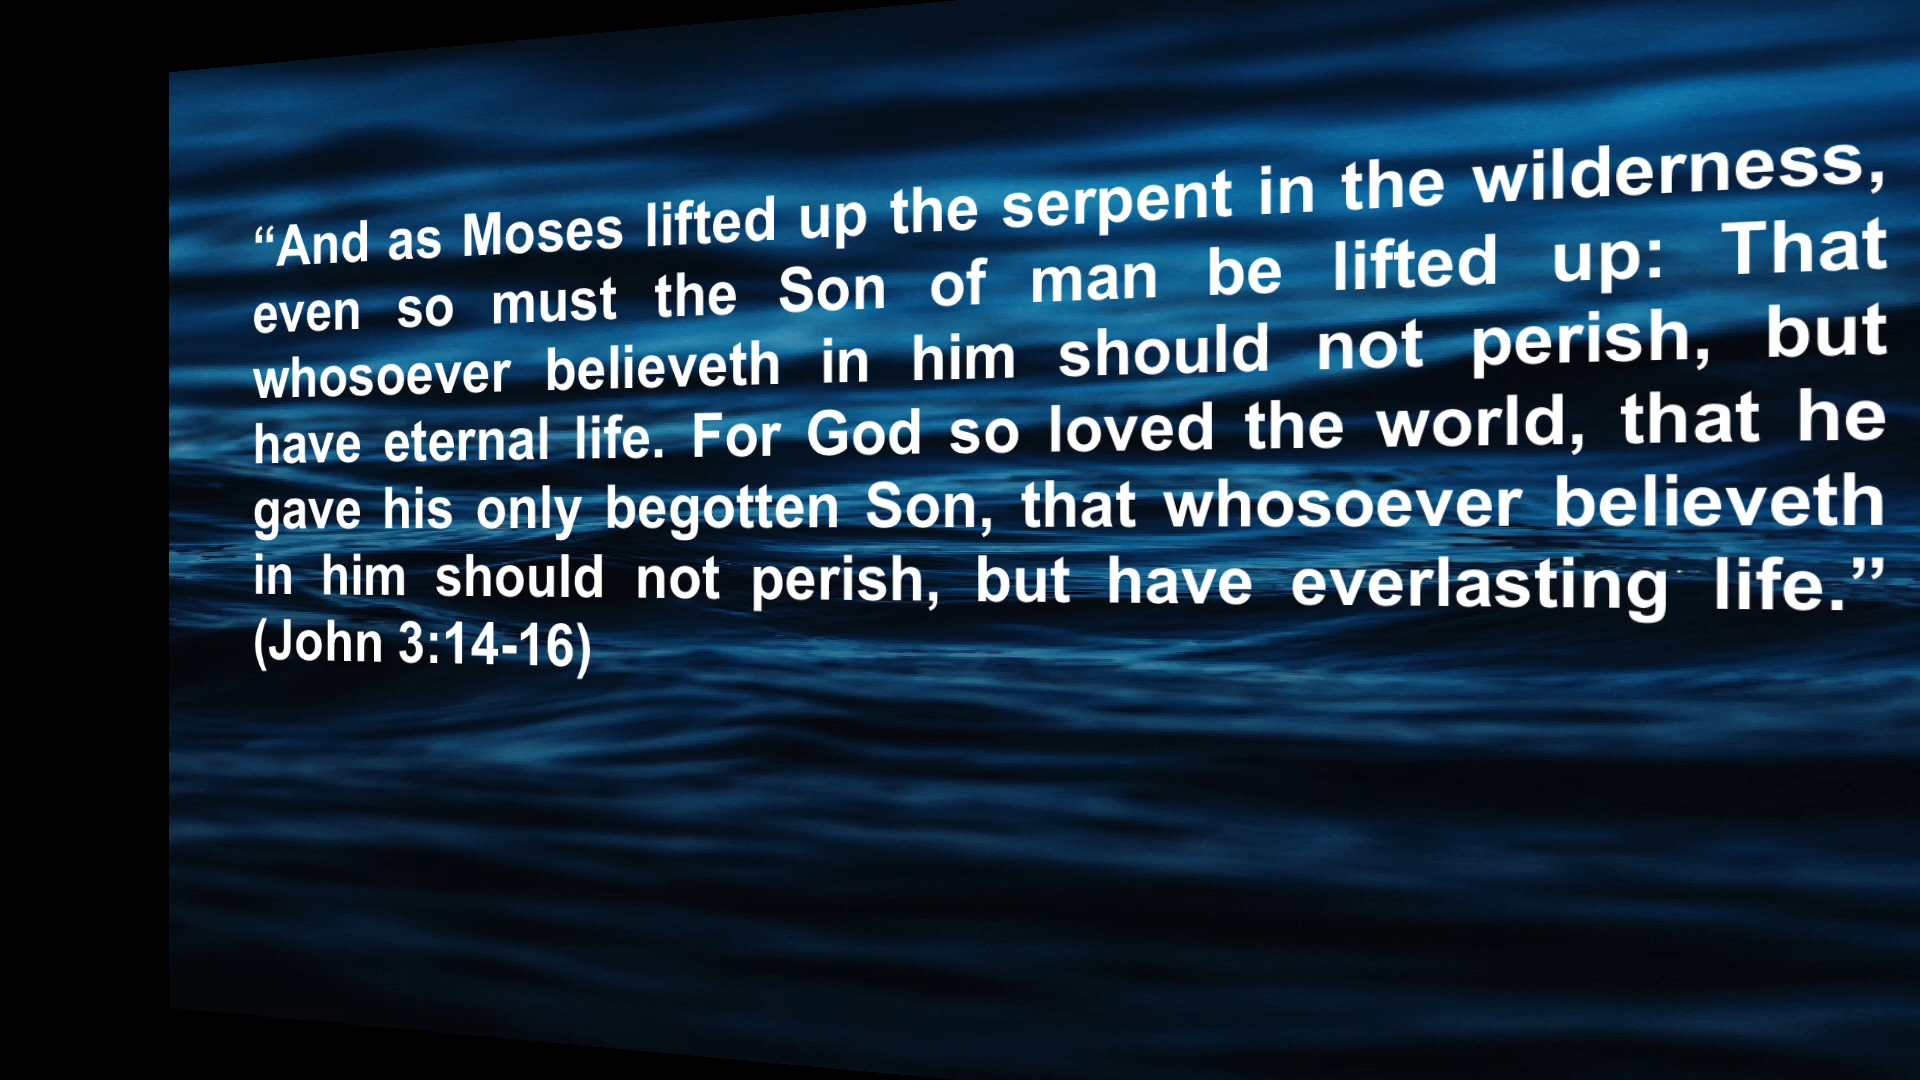 “And as Moses lifted up the serpent in the wilderness,
even so must the Son of man be lifted up: That
whosoever believeth in him should not perish, but
have eternal life. For God so loved the world, that he
gave his only begotten Son, that whosoever believeth
in him should not perish, but have everlasting life.”
(John 3:14-16)